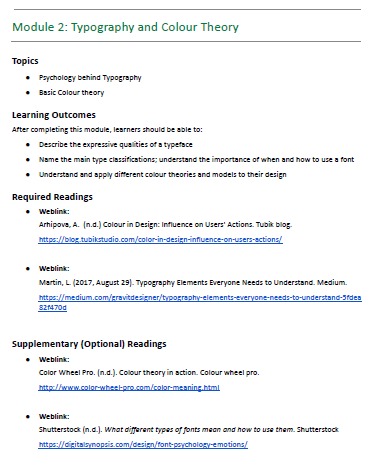 Module 2: Typography and Colour Theory
Topics
● Psychology behind Typography
● Basic Colour theory
Learning Outcomes
After completing this module, learners should be able to:
● Describe the expressive qualities of a typeface
● Name the main type classifications; understand the importance of when and how to use a font
● Understand and apply different colour theories and models to their design
Required Readings
● Weblink:
Arhipova, A. (n.d.) Colour in Design: Influence on Users' Actions. Tubik blog.
https://blog.tubikstudio.com/color-in-design-influence-on-users-actions/
● Weblink:
Martin, L. (2017, August 29). Typography Elements Everyone Needs to Understand. Medium.
https://medium.com/gravitdesigner/typography-elements-everyone-needs-to-understand-5fdea
82f470d
Supplementary (Optional) Readings
● Weblink:
Color Wheel Pro. (n.d.). Colour theory in action. Colour wheel pro.
http://www.color-wheel-pro.com/color-meaning.html
● Weblink:
Shutterstock (n.d.). What different types of fonts mean and how to use them. Shutterstock
https://digitalsynopsis.com/design/font-psychology-emotions/